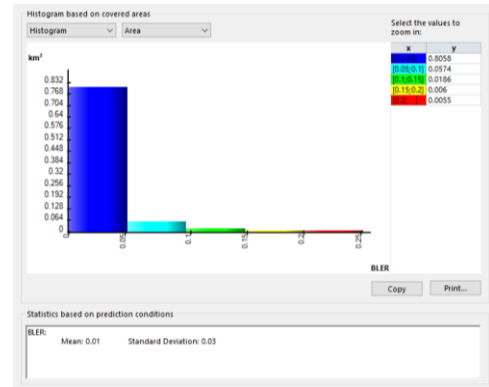 Histogram based on covered areas
Histogram
Area
Select the values to
zoom in:
x y
0.8058
[0.05;0.1] 0.0574
[0.1;0.15] 0.0186
[0.15;0.2] 0.006
[0.2; [ 0.0055
km²
0.832
0.768
0.704
0.64
0.576
0.512
0.448
0.384
0.32
0.256
0.192
0.128
0.064
0
0 0.05 0.1 0.15 0.2 0.25
BLER
Copy Print...
Statistics based on prediction conditions
BLER:
Mean: 0.01 Standard Deviation: 0.03